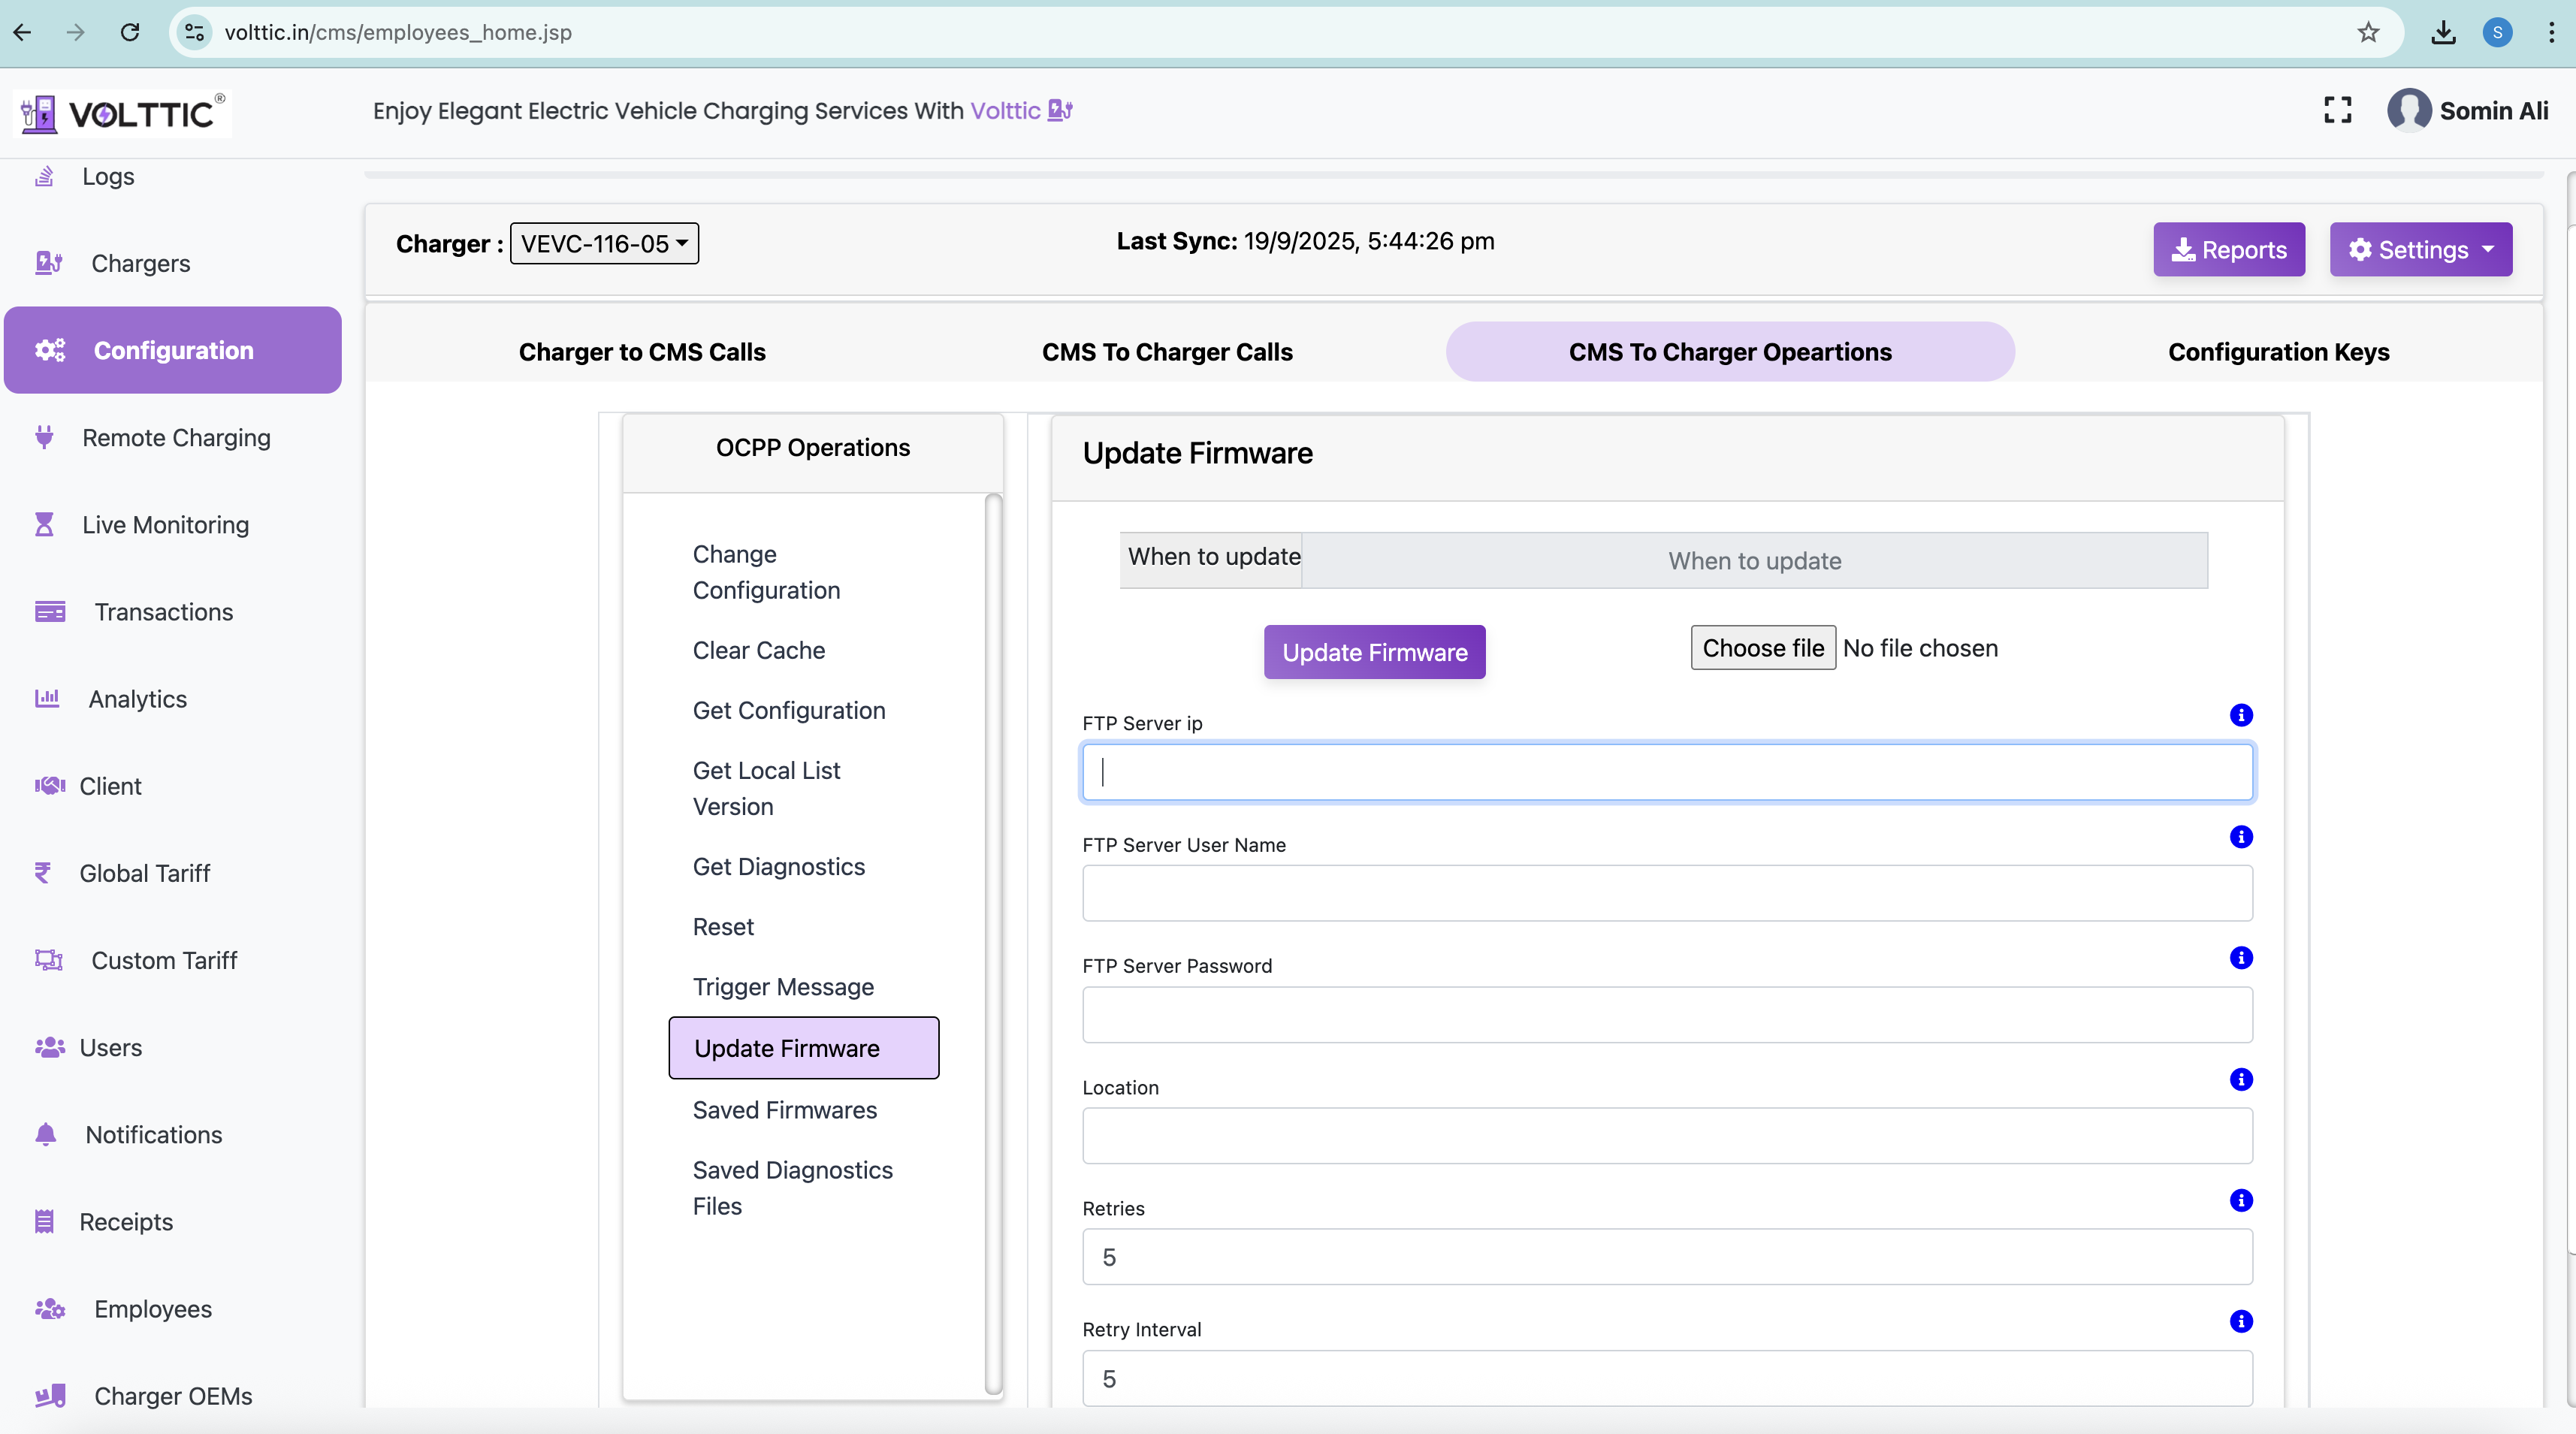 volttic.in/cms/employees_home.jsp
S
VOLTTIC®
Enjoy Elegant Electric Vehicle Charging Services With Volttic
Somin Ali
Logs
Chargers
Configuration
Remote Charging
Live Monitoring
Transactions
Analytics
Client
Global Tariff
Custom Tariff
Users
Notifications
Receipts
Employees
Charger OEMs
Charger : VEVC-116-05
Last Sync: 19/9/2025, 5:44:26 pm
Reports
Settings
Charger to CMS Calls
CMS To Charger Calls
CMS To Charger Opeartions
Configuration Keys
OCPP Operations
Change
Configuration
Clear Cache
Get Configuration
Get Local List
Version
Get Diagnostics
Reset
Trigger Message
Update Firmware
Saved Firmwares
Saved Diagnostics
Files
Update Firmware
When to update
When to update
Update Firmware
Choose file No file chosen
FTP Server ip
FTP Server User Name
FTP Server Password
Location
Retries
5
Retry Interval
5